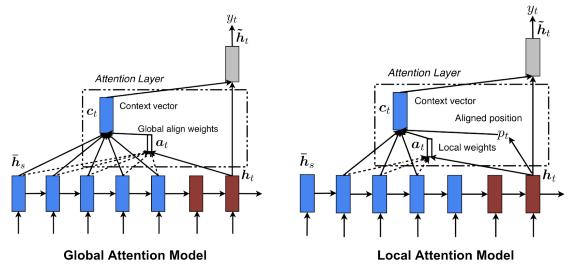 y_t
h̃_t
Attention Layer
c_t
Context vector
Global align weights
a_t
h̄_s
h_t
Global Attention Model
y_t
h̃_t
Attention Layer
c_t
Context vector
Aligned position
p_t
a_t
Local weights
h̄_s
h_t
Local Attention Model